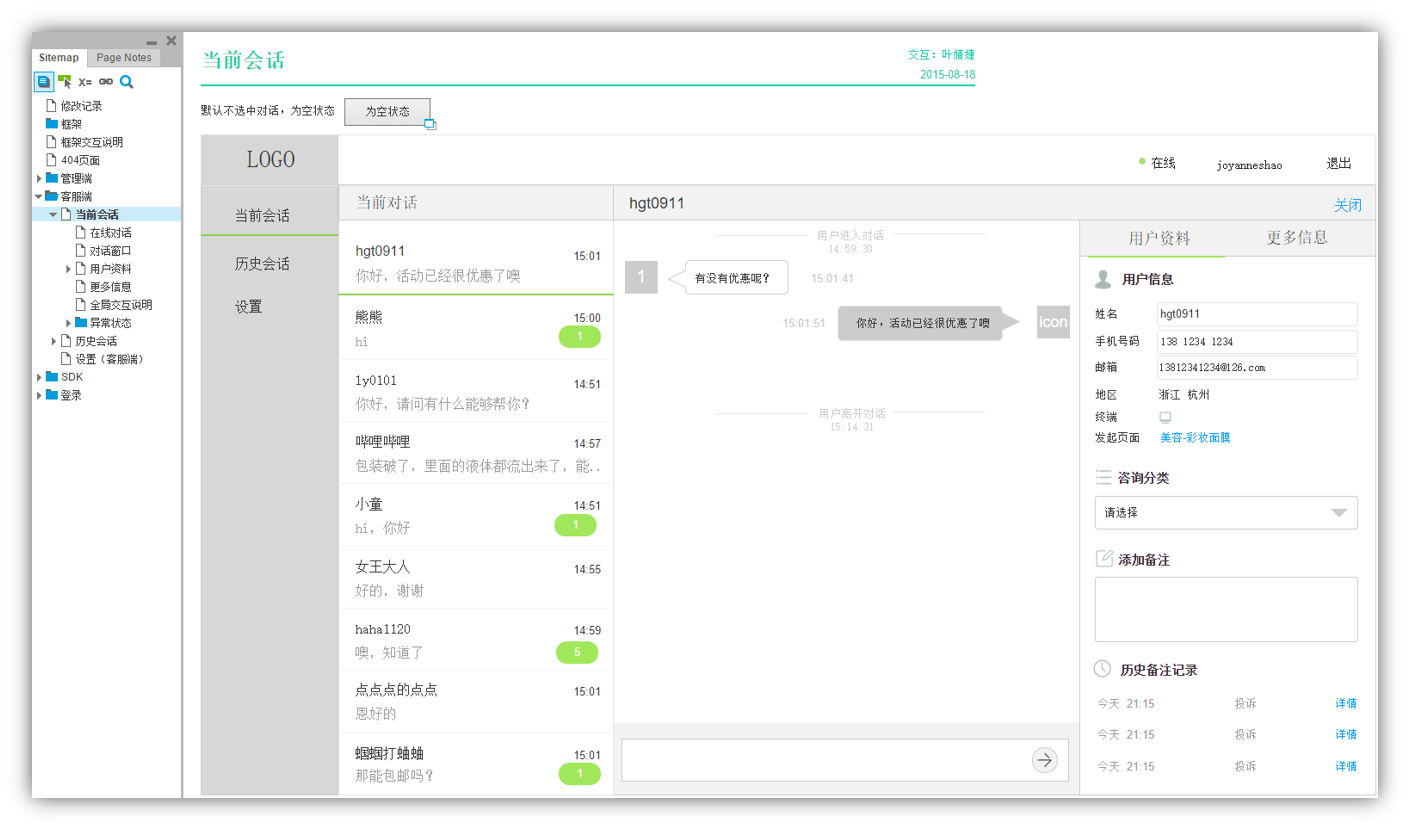 Sitemap Page Notes
X=
修改记录
框架
框架交互说明
404页面
管理端
客服端
当前会话
在线对话
对话窗口
用户资料
更多信息
全局交互说明
异常状态
历史会话
设置（客服端）
SDK
登录
当前会话
交互：叶婧婕
2015-08-18
默认不选中对话，为空状态 为空状态
LOGO
在线 joyanneshao 退出
当前会话
历史会话
设置
当前对话
hgt0911 15:01
你好，活动已经很优惠了噢
熊熊 15:00
hi 1
1y0101 14:51
你好，请问有什么能够帮你？
哔哩哔哩 14:57
包装破了，里面的液体都流出来了，能..
小童 14:51
hi，你好 1
女王大人 14:55
好的，谢谢
haha1120 14:59
噢，知道了 5
点点点的点点 15:01
恩好的
蝈蝈打蛐蛐 15:01
那能包邮吗？ 1
hgt0911 关闭
用户进入对话
14:59:30
1 有没有优惠呢？ 15:01:41
15:01:51 你好，活动已经很优惠了噢 icon
用户离开对话
15:14:31
用户资料 更多信息
用户信息
姓名 hgt0911
手机号码 138 1234 1234
邮箱 13812341234@126.com
地区 浙江 杭州
终端
发起页面 美容-彩妆面膜
咨询分类
请选择
添加备注
历史备注记录
今天 21:15 投诉 详情
今天 21:15 投诉 详情
今天 21:15 投诉 详情